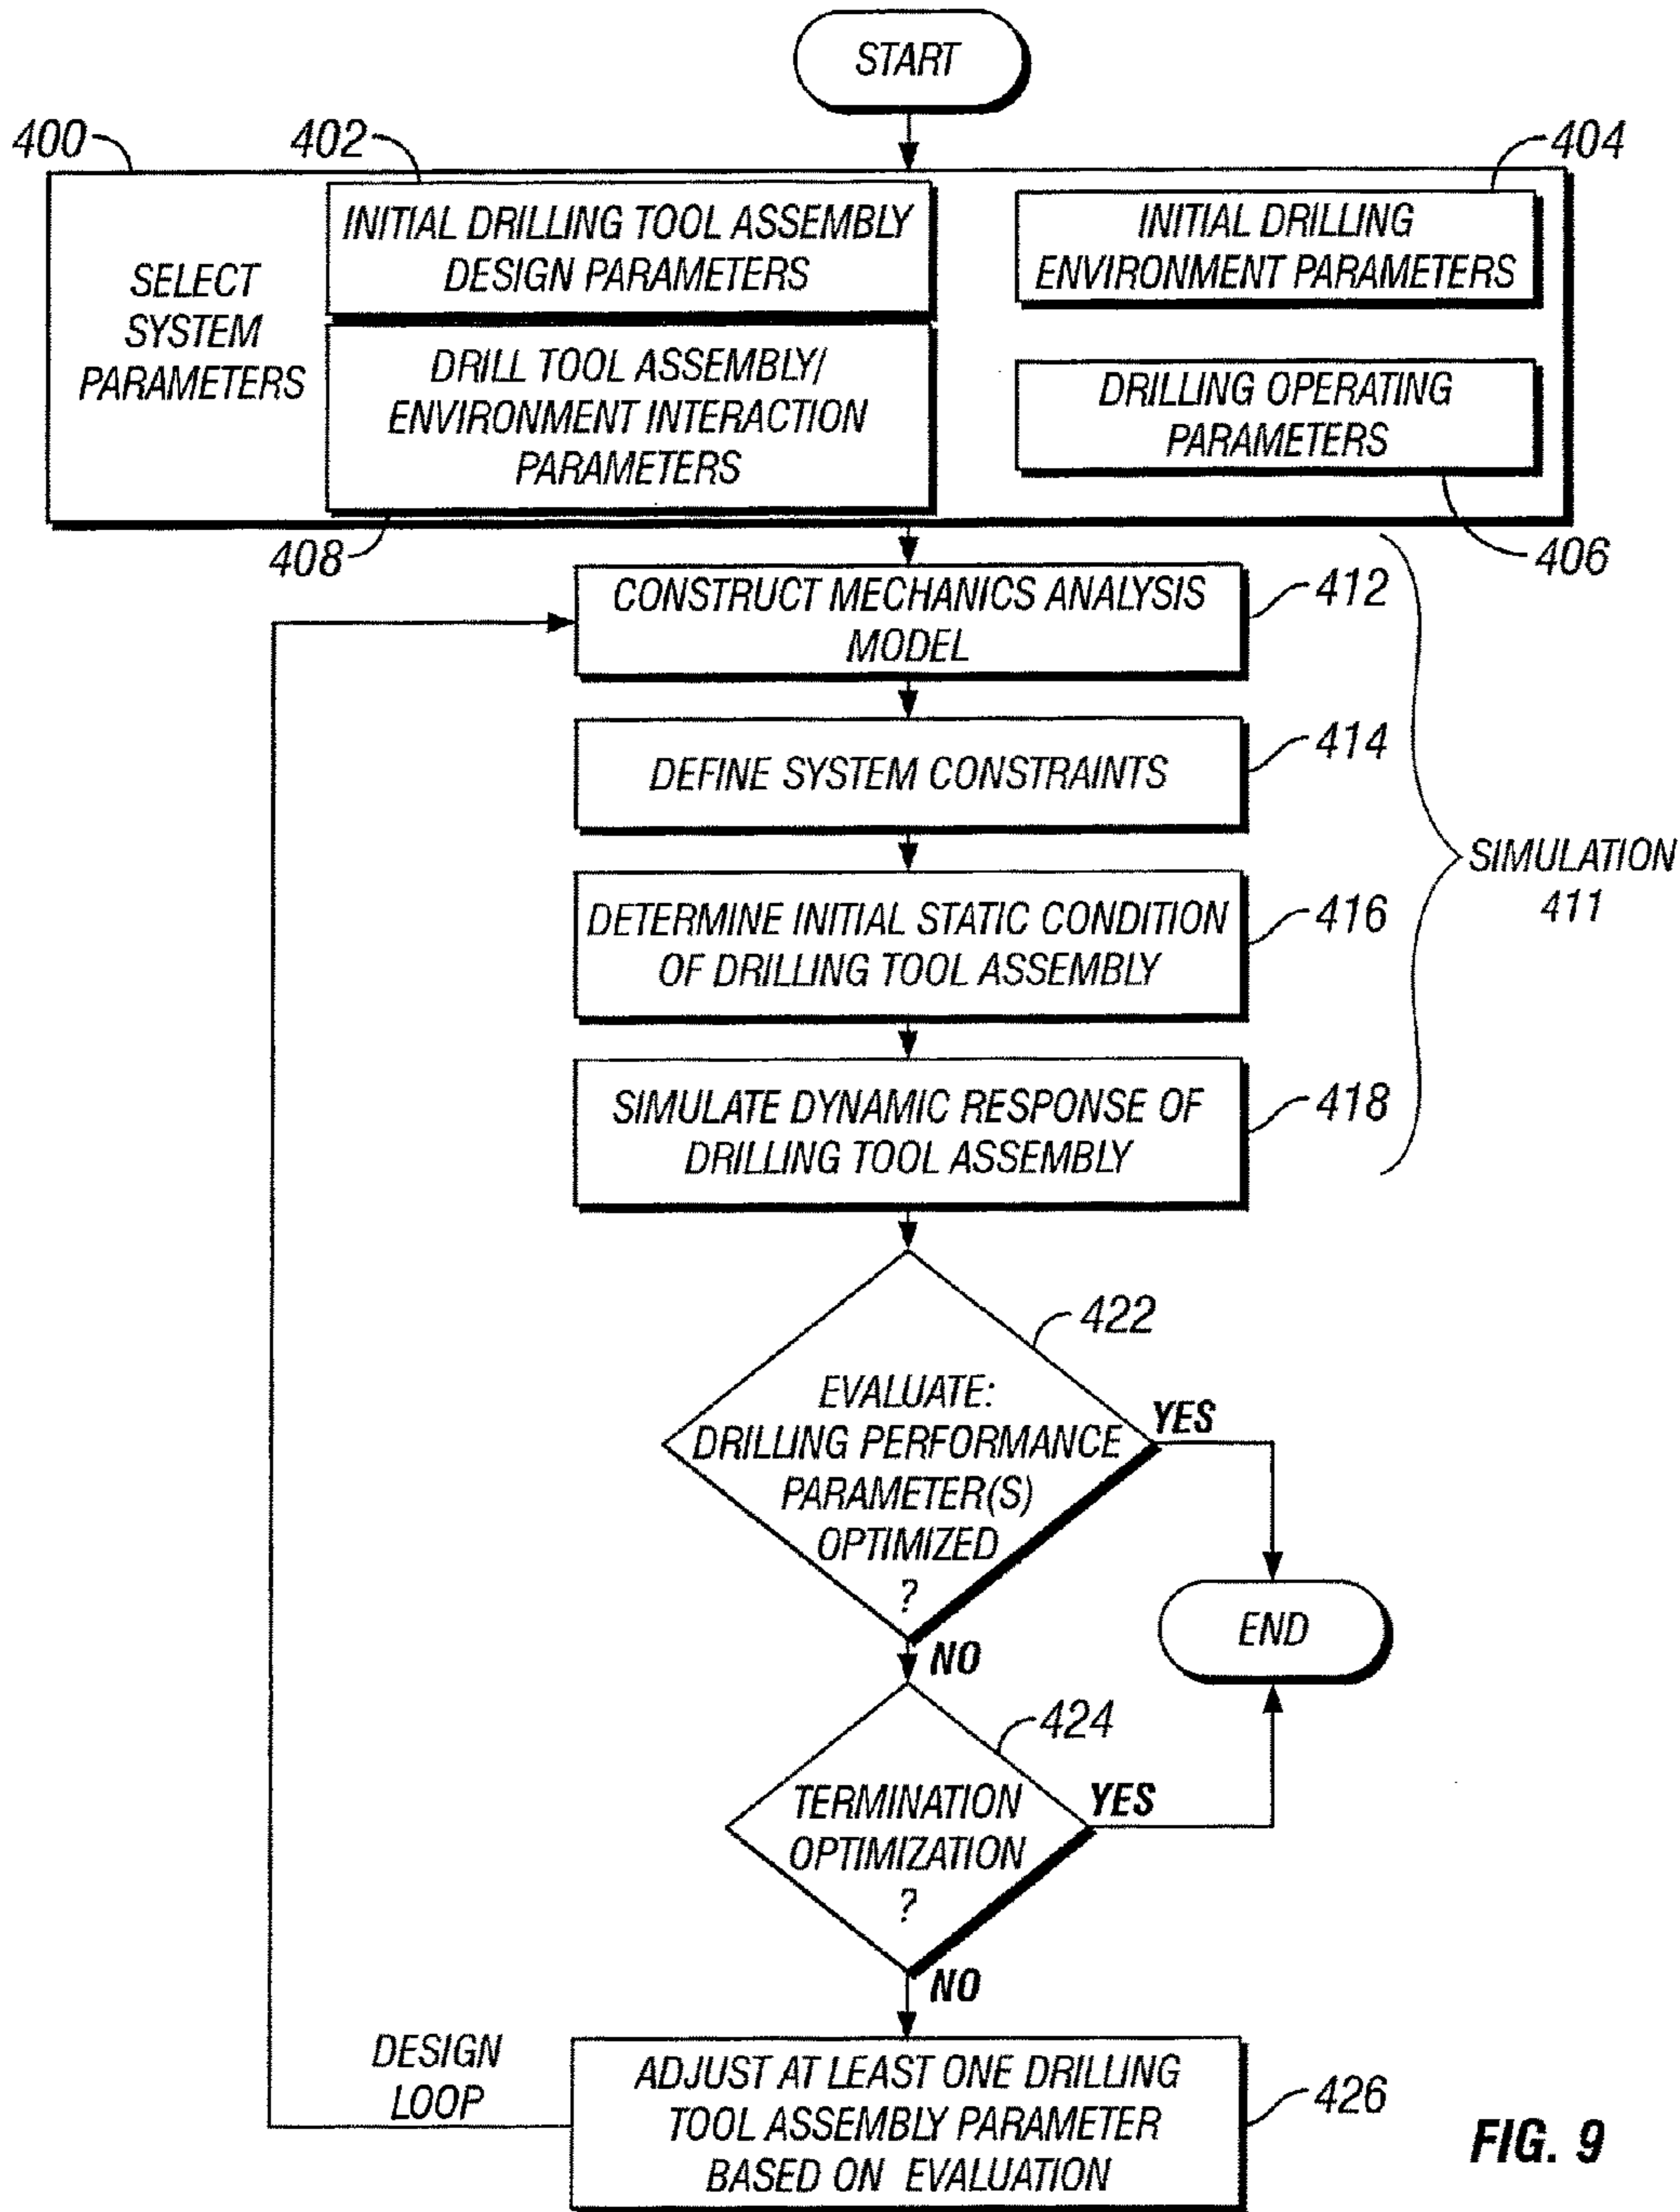 START
400
402
404
SELECT
SYSTEM
PARAMETERS
INITIAL DRILLING TOOL ASSEMBLY
DESIGN PARAMETERS
INITIAL DRILLING
ENVIRONMENT PARAMETERS
DRILL TOOL ASSEMBLY/
ENVIRONMENT INTERACTION
PARAMETERS
DRILLING OPERATING
PARAMETERS
408
406
CONSTRUCT MECHANICS ANALYSIS
MODEL
412
DEFINE SYSTEM CONSTRAINTS
414
DETERMINE INITIAL STATIC CONDITION
OF DRILLING TOOL ASSEMBLY
416
SIMULATE DYNAMIC RESPONSE OF
DRILLING TOOL ASSEMBLY
418
SIMULATION
411
EVALUATE:
DRILLING PERFORMANCE
PARAMETER(S)
OPTIMIZED
?
422
YES
NO
END
TERMINATION
OPTIMIZATION
?
424
YES
NO
DESIGN
LOOP
ADJUST AT LEAST ONE DRILLING
TOOL ASSEMBLY PARAMETER
BASED ON EVALUATION
426
FIG. 9